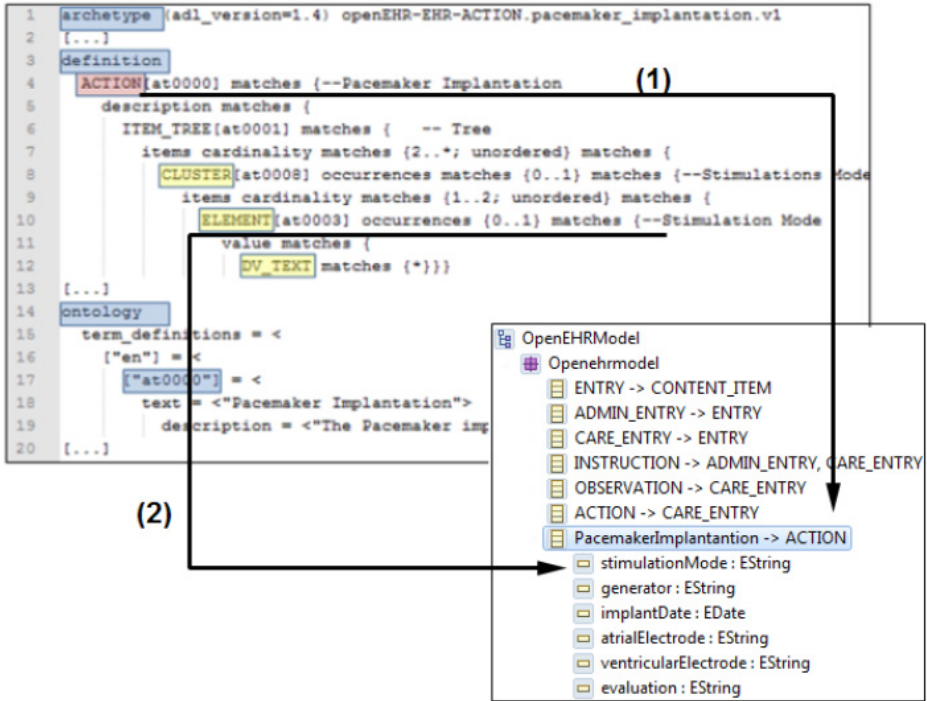 1 archetype (adl_version=1.4) openEHR-EHR-ACTION.pacemaker_implantation.v1
2 [...]
3 definition
4 ACTION[at0000] matches {--Pacemaker Implantation
(1)
5 description matches {
6 ITEM_TREE[at0001] matches { -- Tree
7 items cardinality matches {2..*; unordered} matches {
8 CLUSTER[at0008] occurrences matches {0..1} matches {--Stimulations Mode
9 items cardinality matches {1..2; unordered} matches {
10 ELEMENT[at0003] occurrences {0..1} matches {--Stimulation Mode
11 value matches {
12 DV_TEXT matches {*}}}
13 [...]
14 ontology
15 term_definitions = <
16 ["en"] = <
17 ["at0000"] = <
18 text = <"Pacemaker Implantation">
19 description = <"The Pacemaker imp
20 [...]
(2)
OpenEHRModel
Openehrmodel
ENTRY -> CONTENT_ITEM
ADMIN_ENTRY -> ENTRY
CARE_ENTRY -> ENTRY
INSTRUCTION -> ADMIN_ENTRY, CARE_ENTRY
OBSERVATION -> CARE_ENTRY
ACTION -> CARE_ENTRY
PacemakerImplantantion -> ACTION
stimulationMode : EString
generator : EString
implantDate : EDate
atrialElectrode : EString
ventricularElectrode : EString
evaluation : EString